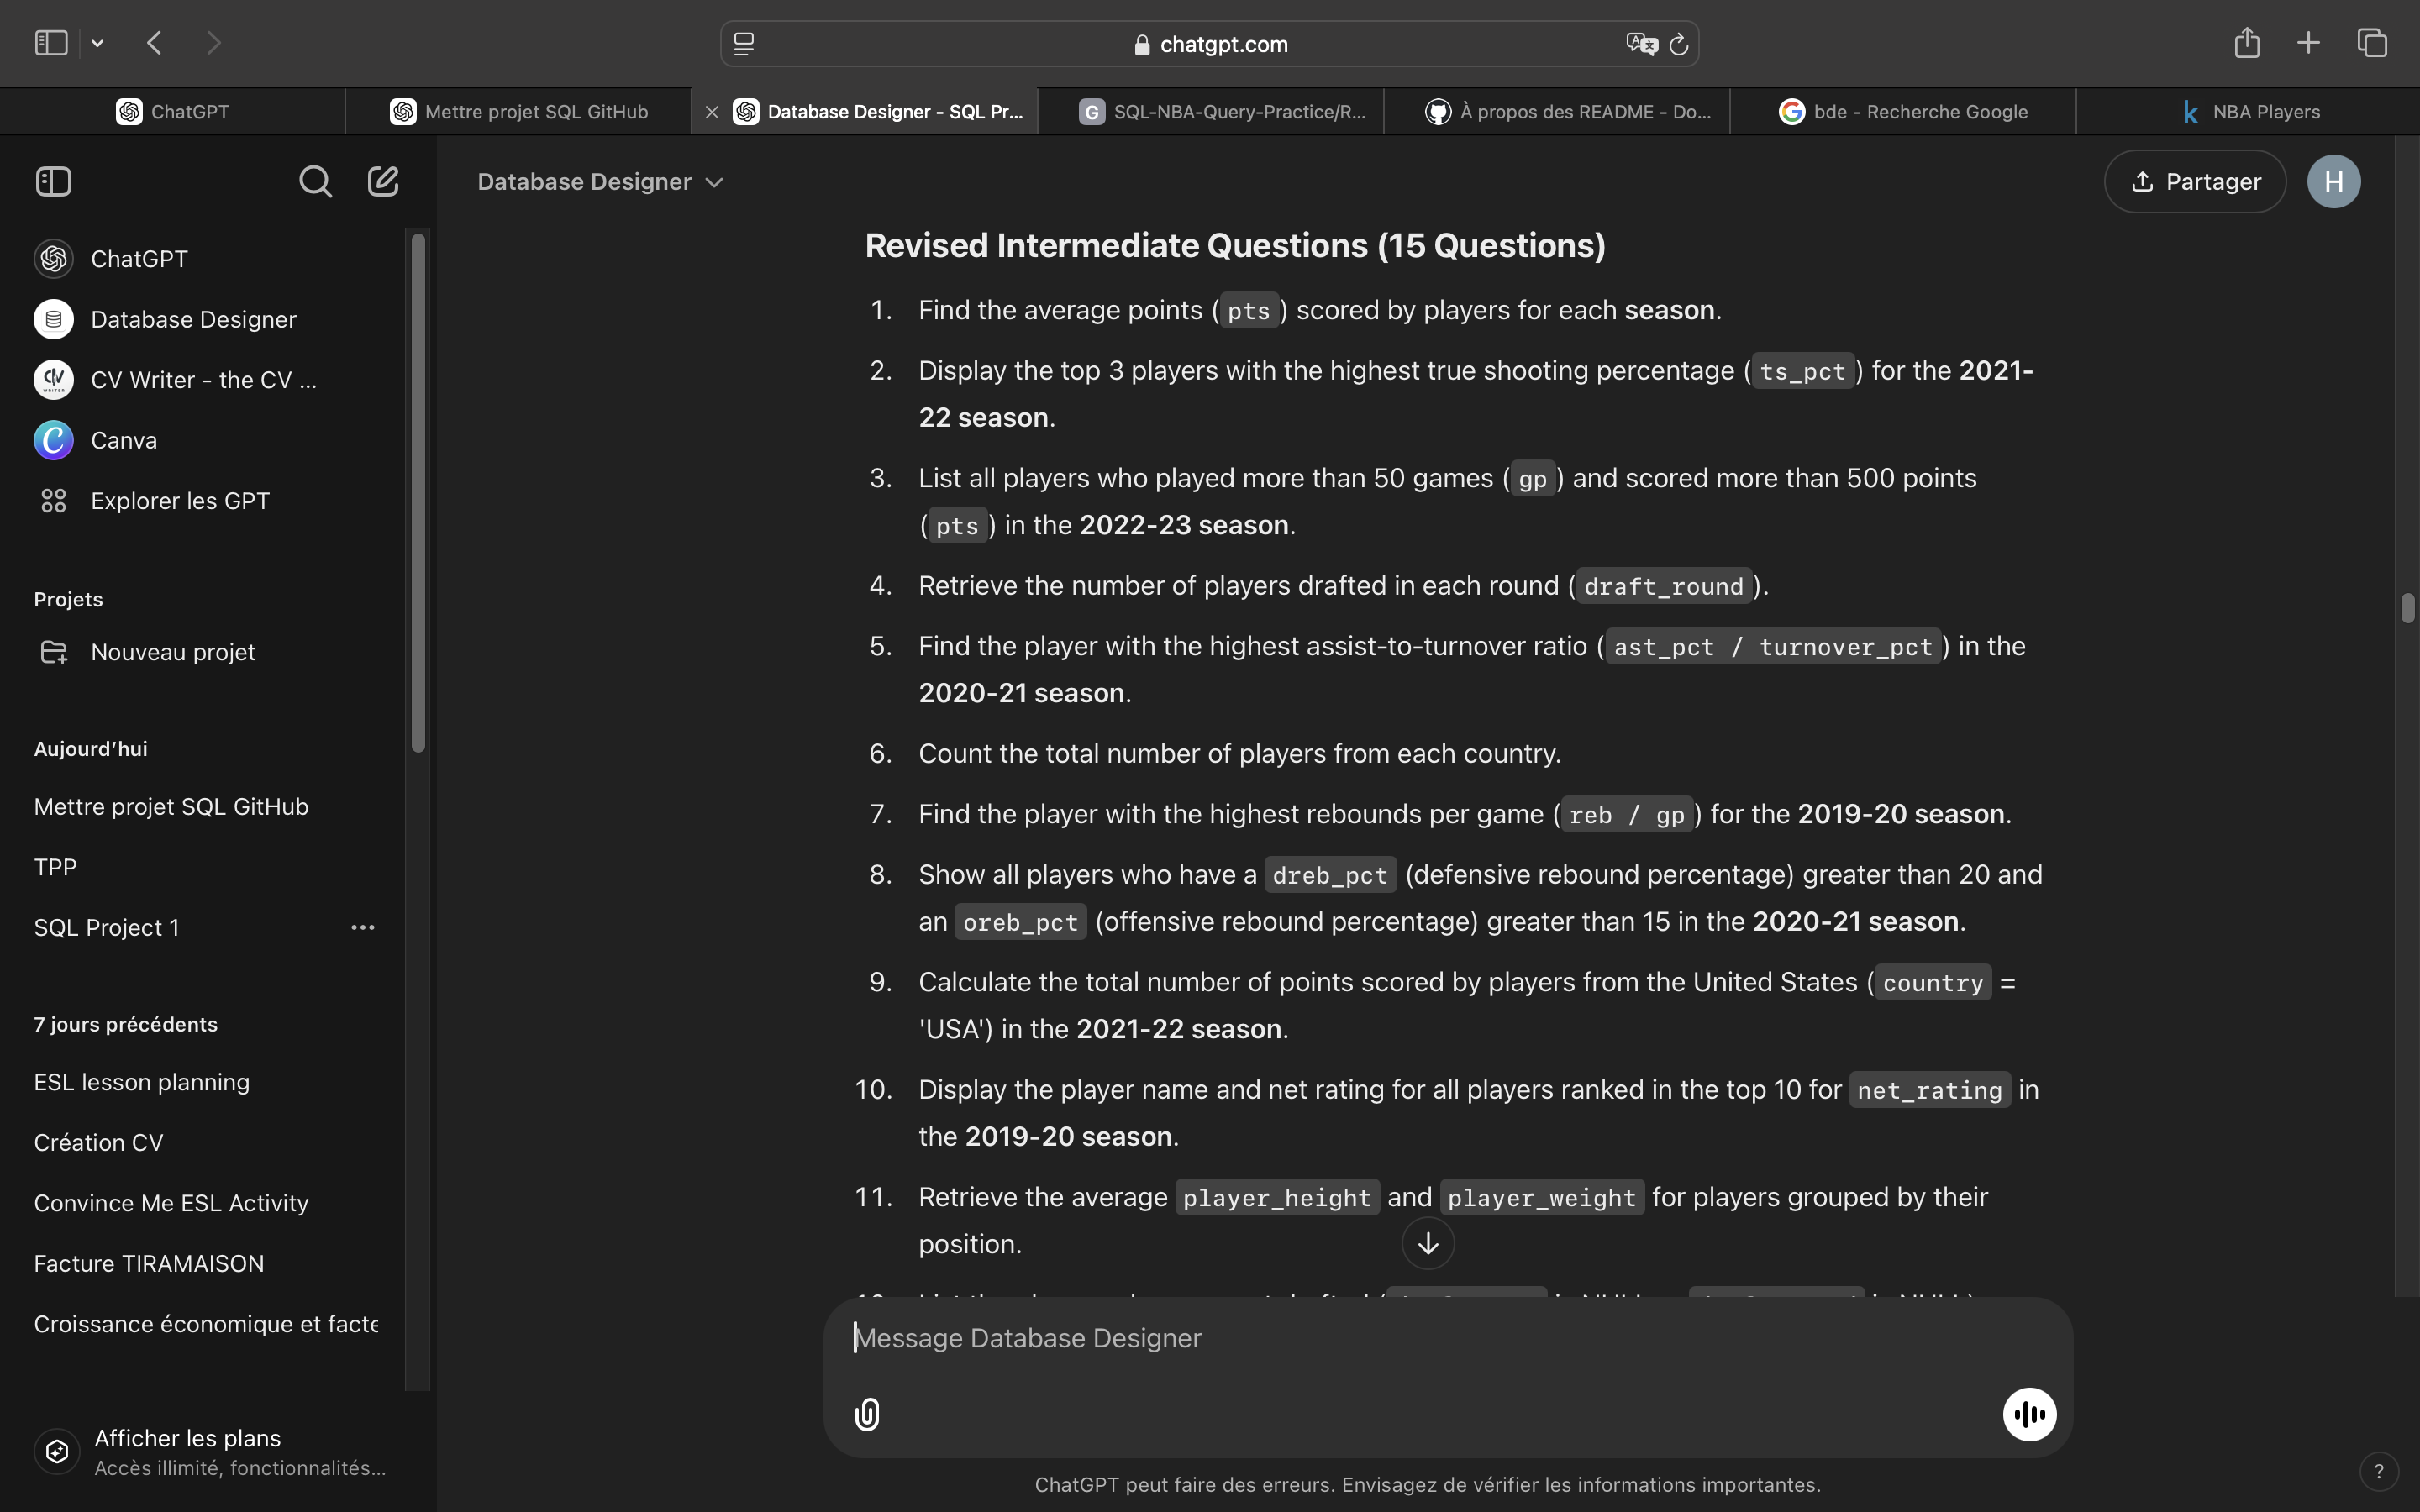 chatgpt.com
ChatGPT
Mettre projet SQL GitHub
Database Designer - SQL Pr...
SQL-NBA-Query-Practice/R...
À propos des README - Do...
bde - Recherche Google
NBA Players
ChatGPT
Database Designer
CV Writer - the CV ...
Canva
Explorer les GPT
Projets
Nouveau projet
Aujourd’hui
Mettre projet SQL GitHub
TPP
SQL Project 1
7 jours précédents
ESL lesson planning
Création CV
Convince Me ESL Activity
Facture TIRAMAISON
Croissance économique et facte
Afficher les plans
Accès illimité, fonctionnalités...
Database Designer
Partager
H
Revised Intermediate Questions (15 Questions)
1. Find the average points (pts) scored by players for each season.
2. Display the top 3 players with the highest true shooting percentage (ts_pct) for the 2021-
22 season.
3. List all players who played more than 50 games (gp) and scored more than 500 points
(pts) in the 2022-23 season.
4. Retrieve the number of players drafted in each round (draft_round).
5. Find the player with the highest assist-to-turnover ratio (ast_pct / turnover_pct) in the
2020-21 season.
6. Count the total number of players from each country.
7. Find the player with the highest rebounds per game (reb / gp) for the 2019-20 season.
8. Show all players who have a dreb_pct (defensive rebound percentage) greater than 20 and
an oreb_pct (offensive rebound percentage) greater than 15 in the 2020-21 season.
9. Calculate the total number of points scored by players from the United States (country =
'USA') in the 2021-22 season.
10. Display the player name and net rating for all players ranked in the top 10 for net_rating in
the 2019-20 season.
11. Retrieve the average player_height and player_weight for players grouped by their
position.
Message Database Designer
ChatGPT peut faire des erreurs. Envisagez de vérifier les informations importantes.
?